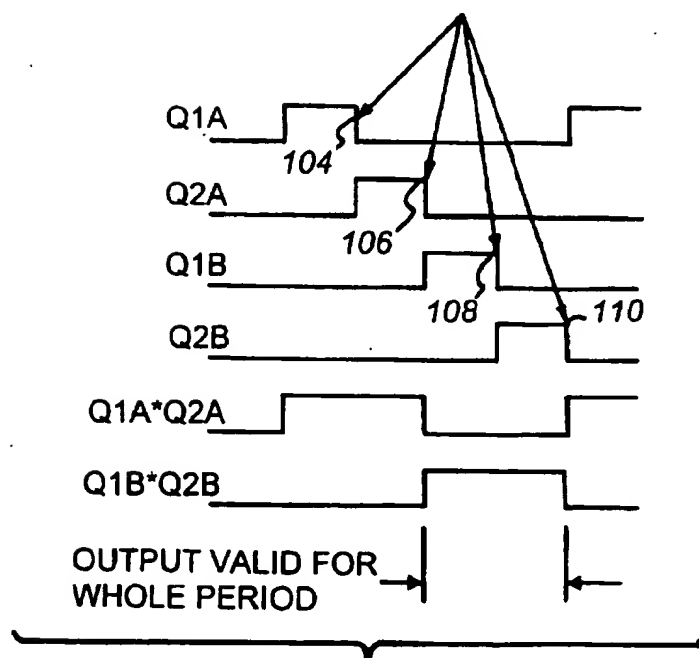 Q1A
104
Q2A
106
Q1B
108
110
Q2B
Q1A*Q2A
Q1B*Q2B
OUTPUT VALID FOR
WHOLE PERIOD